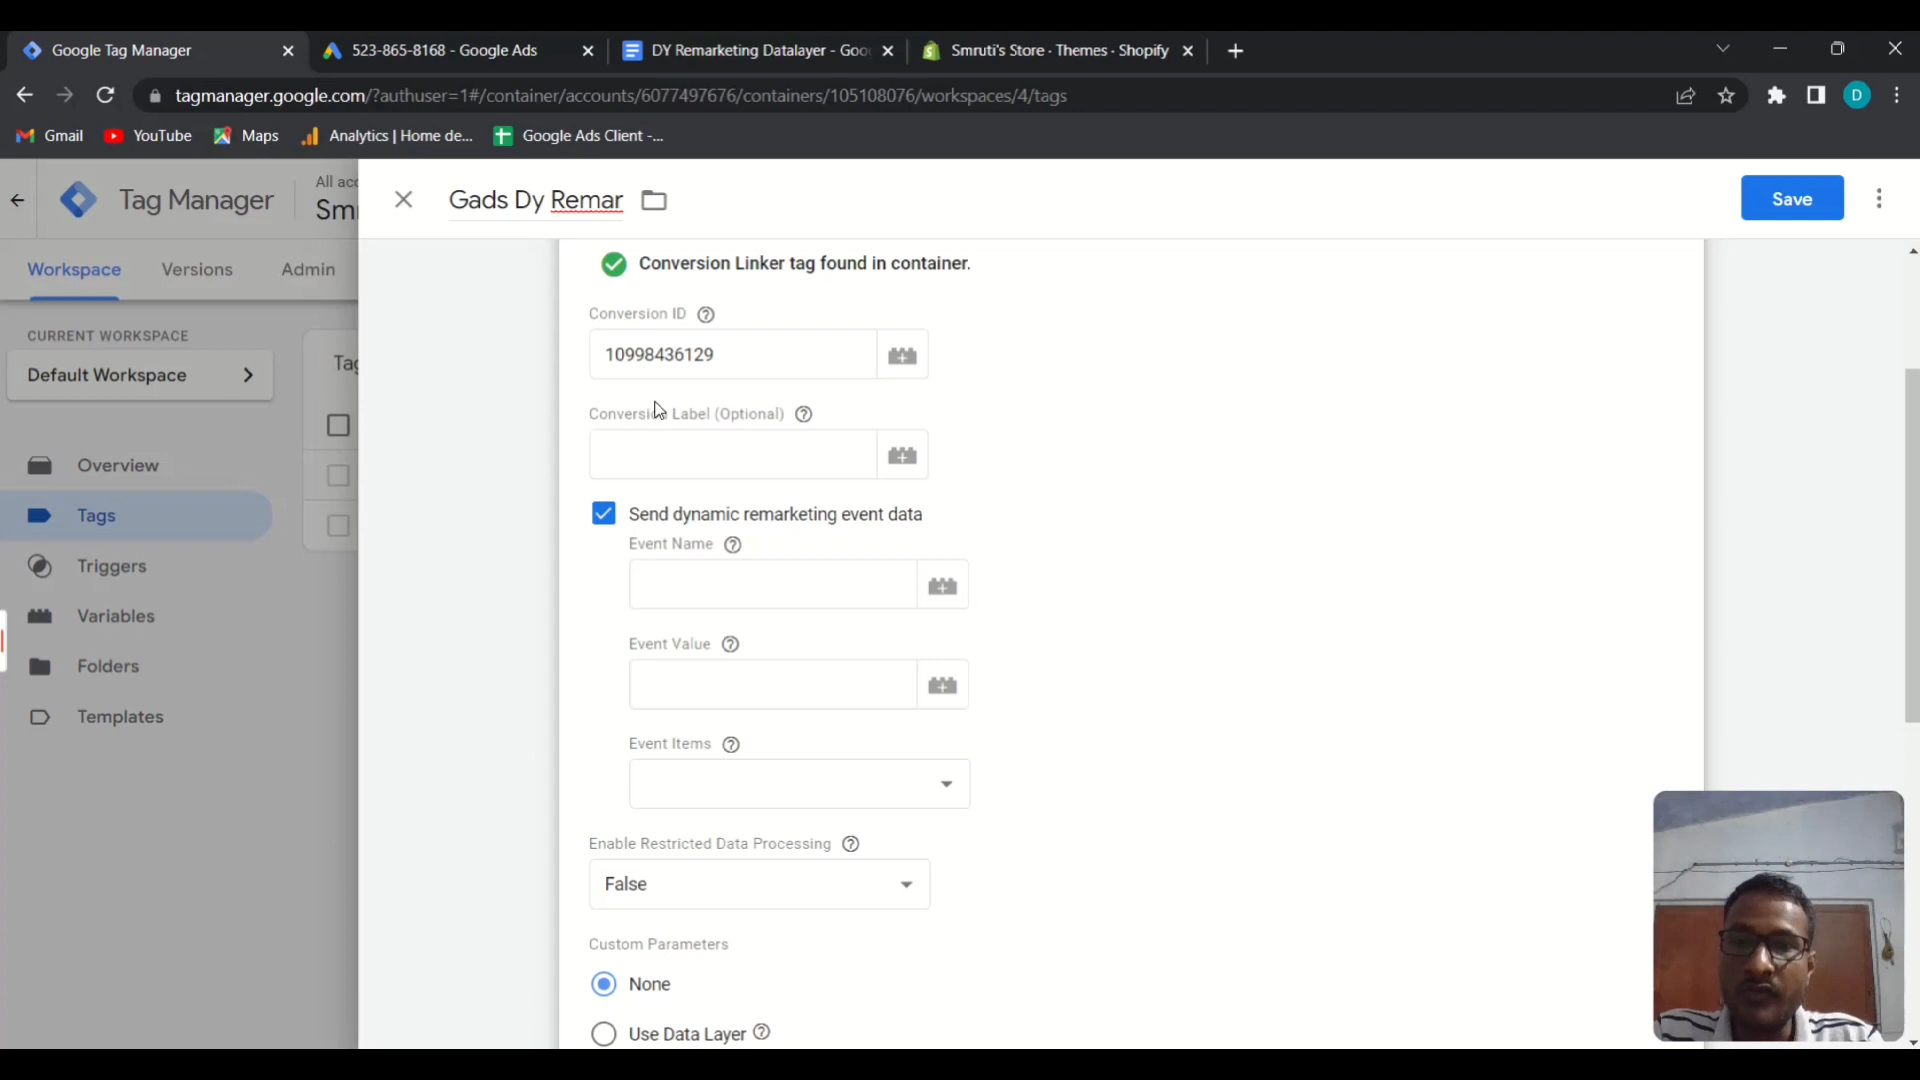 Google Tag Manager
523-865-8168 - Google Ads
DY Remarketing Datalayer - Goo
Smruti's Store · Themes · Shopify
tagmanager.google.com/?authuser=1#/container/accounts/6077497676/containers/105108076/workspaces/4/tags
D
Gmail
YouTube
Maps
Analytics | Home de...
Google Ads Client -...
Tag Manager
All acc
Smr
Gads Dy Remar
Save
Workspace
Versions
Admin
CURRENT WORKSPACE
Default Workspace
Tag
Overview
Tags
Triggers
Variables
Folders
Templates
Conversion Linker tag found in container.
Conversion ID
10998436129
Conversion Label (Optional)
Send dynamic remarketing event data
Event Name
Event Value
Event Items
Enable Restricted Data Processing
False
Custom Parameters
None
Use Data Layer